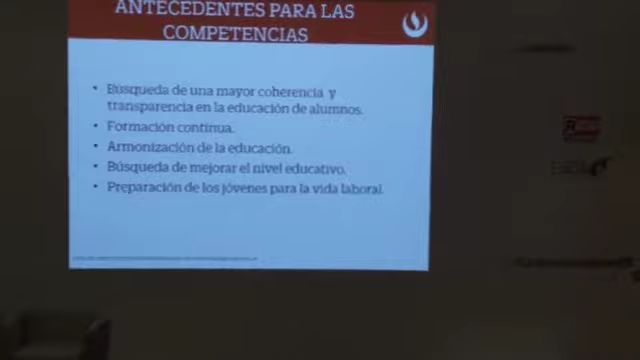 ANTECEDENTES PARA LAS
COMPETENCIAS
• Búsqueda de una mayor coherencia y
transparencia en la educación de alumnos.
• Formación continua.
• Armonización de la educación.
• Búsqueda de mejorar el nivel educativo.
• Preparación de los jóvenes para la vida laboral.